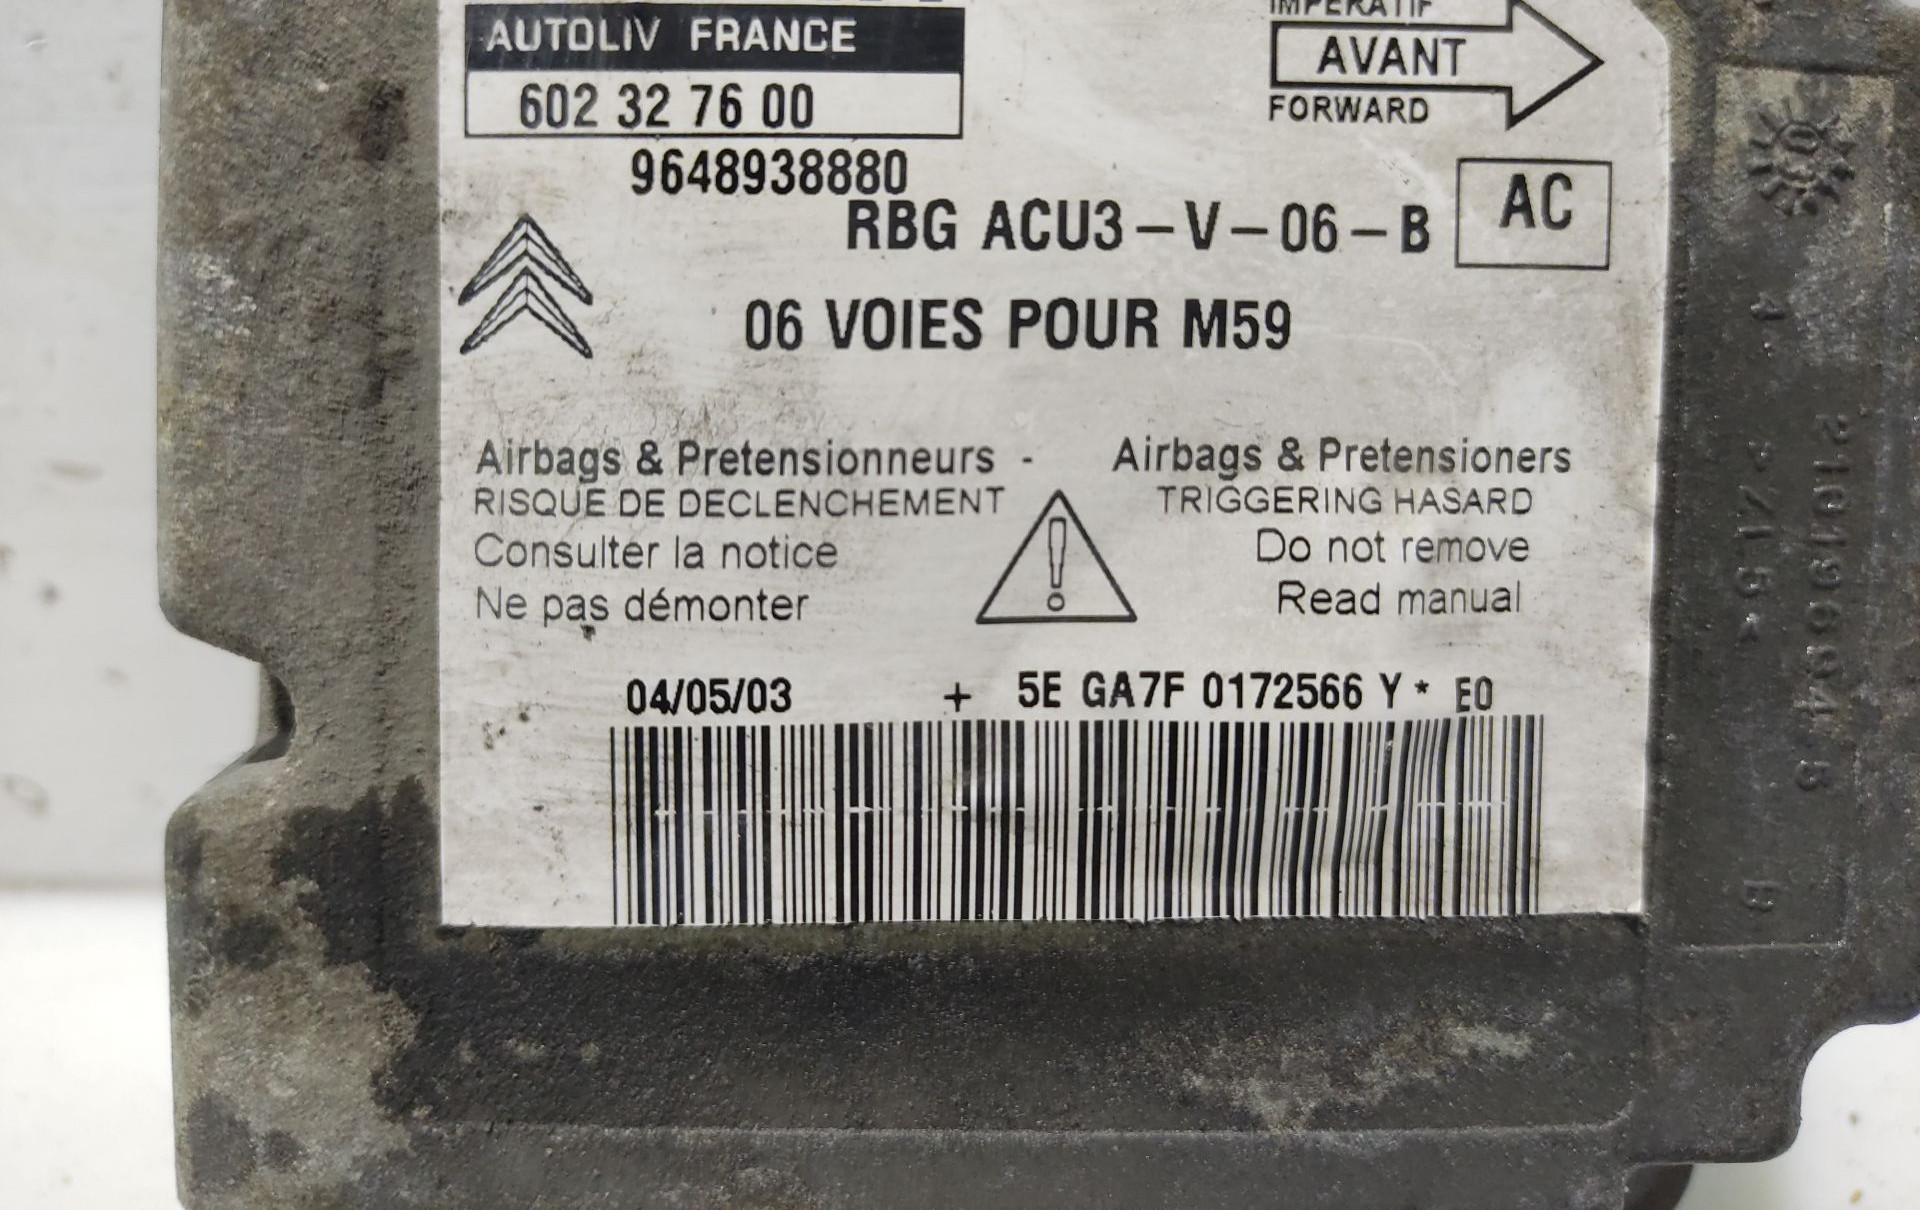 AUTOLIV FRANCE
602 32 76 00
9648938880
IMPERATIF
AVANT
FORWARD
RBG ACU3-V-06-B
AC
06 VOIES POUR M59
Airbags & Pretensionneurs - Airbags & Pretensioners
RISQUE DE DECLENCHEMENT
Consulter la notice
Ne pas démonter
TRIGGERING HASARD
Do not remove
Read manual
04/05/03 + 5E GA7F 0172566 Y * E0